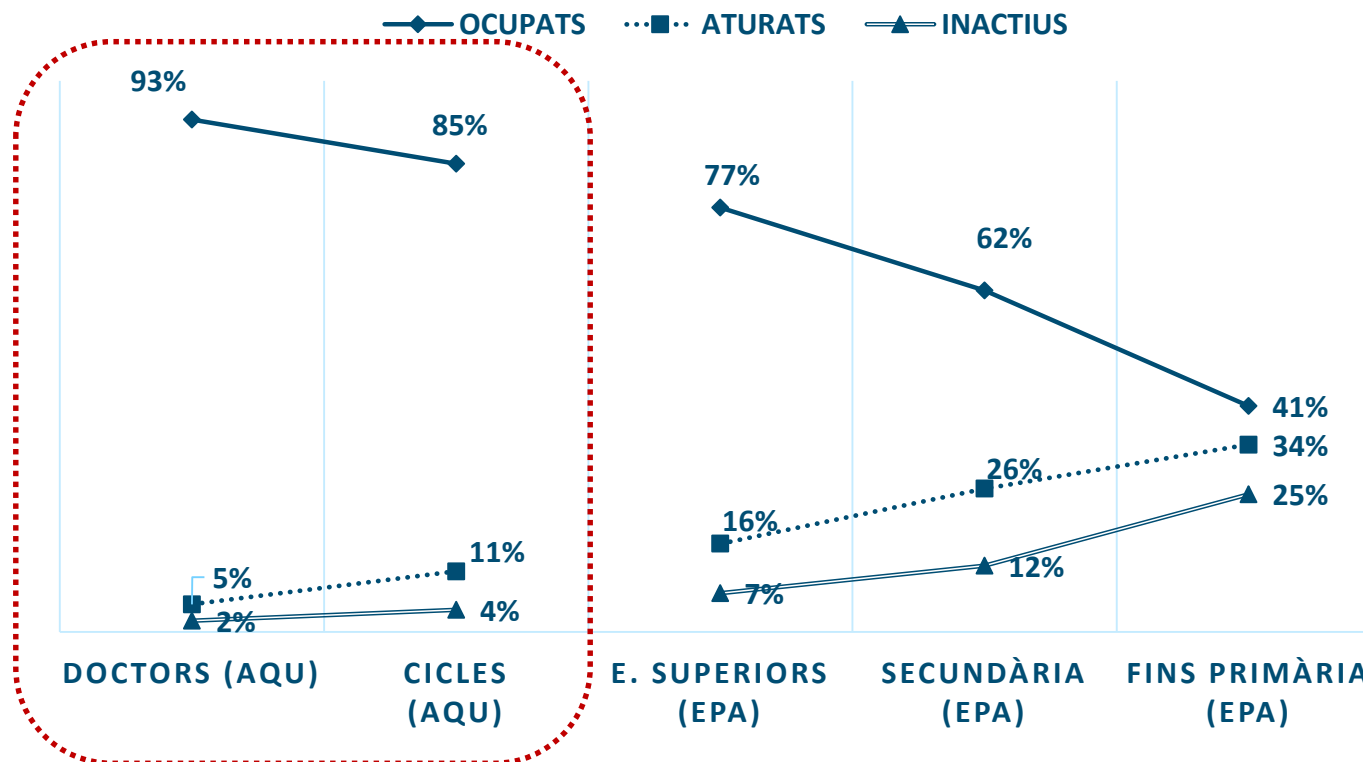 OCUPATS ATURATS INACTIUS
93%
85%
77%
62%
41%
34%
26%
25%
16%
11%
5%
12%
7%
4%
2%
DOCTORS (AQU)
CICLES
(AQU)
E. SUPERIORS
(EPA)
SECUNDÀRIA
(EPA)
FINS PRIMÀRIA
(EPA)